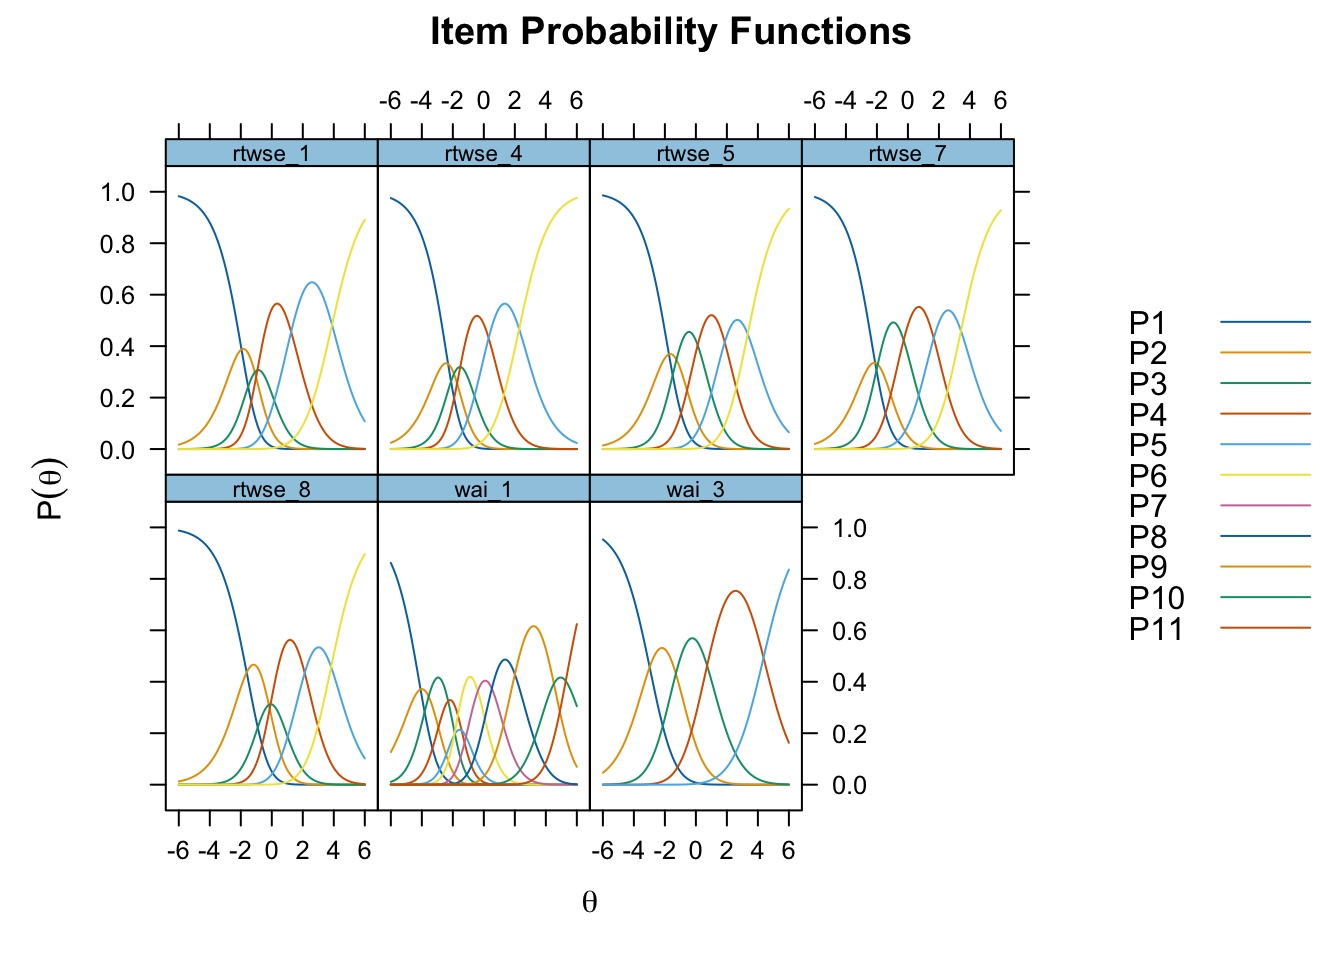 Item Probability Functions
-6 -4 -2 0 2 4 6
-6 -4 -2 0 2 4 6
rtwse_1
rtwse_4
rtwse_5
rtwse_7
1.0
0.8
0.6
0.4
0.2
0.0
P(θ)
rtwse_8
wai_1
wai_3
1.0
0.8
0.6
0.4
0.2
0.0
-6 -4 -2 0 2 4 6
-6 -4 -2 0 2 4 6
θ
P1
P2
P3
P4
P5
P6
P7
P8
P9
P10
P11